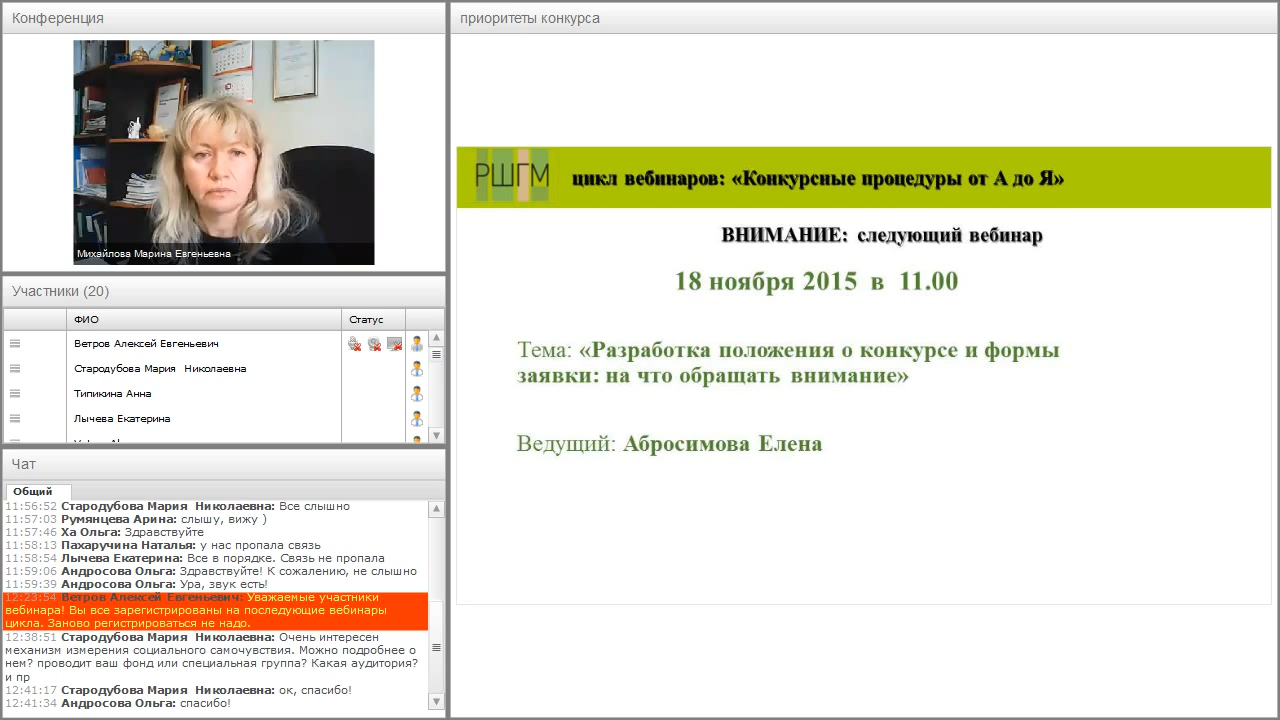 Конференция
Михайлова Марина Евгеньевна
Участники (20)
ФИО Статус
Ветров Алексей Евгеньевич
Стародубова Мария Николаевна
Типикина Анна
Лычева Екатерина
Чат
Общий
11:56:52 Стародубова Мария Николаевна: Все слышно
11:57:03 Румянцева Арина: слышу, вижу )
11:57:46 Ха Ольга: Здравствуйте
11:58:13 Пахаручина Наталья: у нас пропала связь
11:58:54 Лычева Екатерина: Все в порядке. Связь не пропала
11:59:06 Андросова Ольга: Здравствуйте! К сожалению, не слышно
11:59:39 Андросова Ольга: Ура, звук есть!
12:23:54 Ветров Алексей Евгеньевич: Уважаемые участники
вебинара! Вы все зарегистрированы на последующие вебинары
цикла. Заново регистрироваться не надо.
12:38:51 Стародубова Мария Николаевна: Очень интересен
механизм измерения социального самочувствия. Можно подробнее о
нем? проводит ваш фонд или специальная группа? Какая аудитория?
и пр
12:41:17 Стародубова Мария Николаевна: ок, спасибо!
12:41:34 Андросова Ольга: спасибо!
приоритеты конкурса
РШГМ цикл вебинаров: «Конкурсные процедуры от А до Я»
ВНИМАНИЕ: следующий вебинар
18 ноября 2015 в 11.00
Тема: «Разработка положения о конкурсе и формы
заявки: на что обращать внимание»
Ведущий: Абросимова Елена